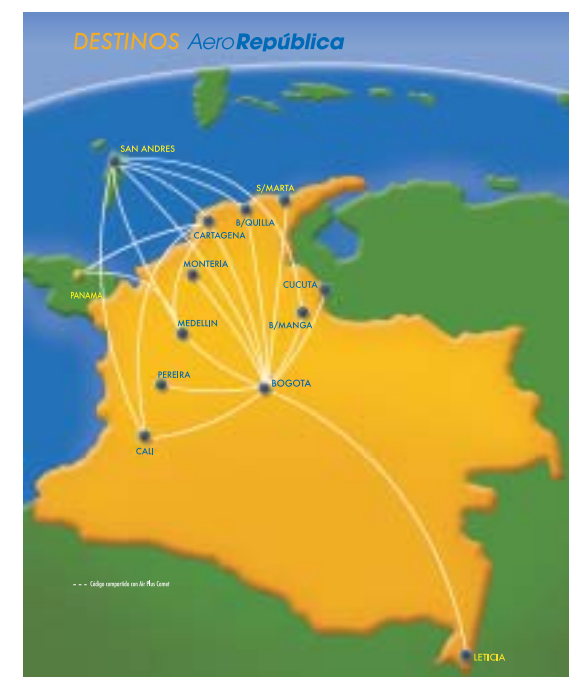 DESTINOS AeroRepública
SAN ANDRES
S/MARTA
B/QUILLA
CARTAGENA
MONTERÍA
CUCUTA
PANAMA
MEDELLIN
B/MANGA
PEREIRA
BOGOTA
CALI
--- Código compartido con Air Plus Comet
LETICIA